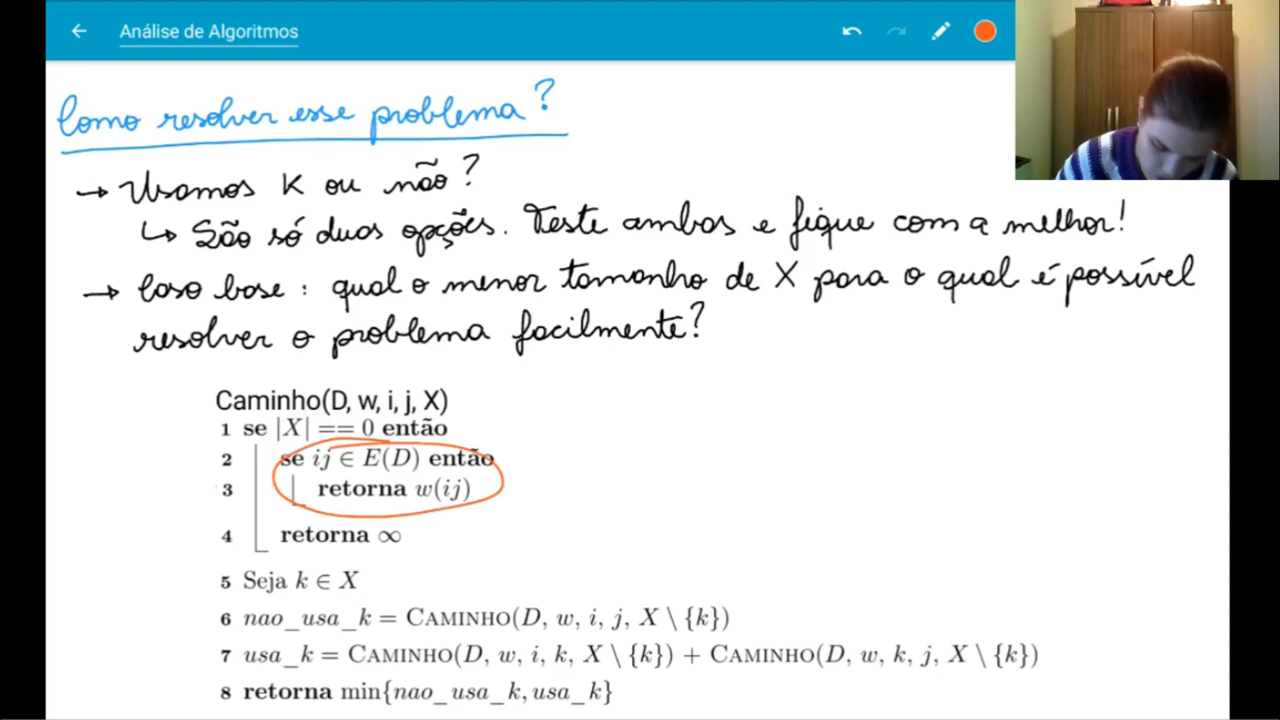 Análise de Algoritmos
Como resolver esse problema?
→ Usamos K ou não?
↳ São só duas opções. Teste ambas e fique com a melhor!
→ Caso base: qual o menor tamanho de X para o qual é possível
resolver o problema facilmente?
Caminho(D, w, i, j, X)
1 se |X| == 0 então
2 se ij ∈ E(D) então
3 retorna w(ij)
4 retorna ∞
5 Seja k ∈ X
6 nao_usa_k = CAMINHO(D, w, i, j, X \ {k})
7 usa_k = CAMINHO(D, w, i, k, X \ {k}) + CAMINHO(D, w, k, j, X \ {k})
8 retorna min{nao_usa_k, usa_k}